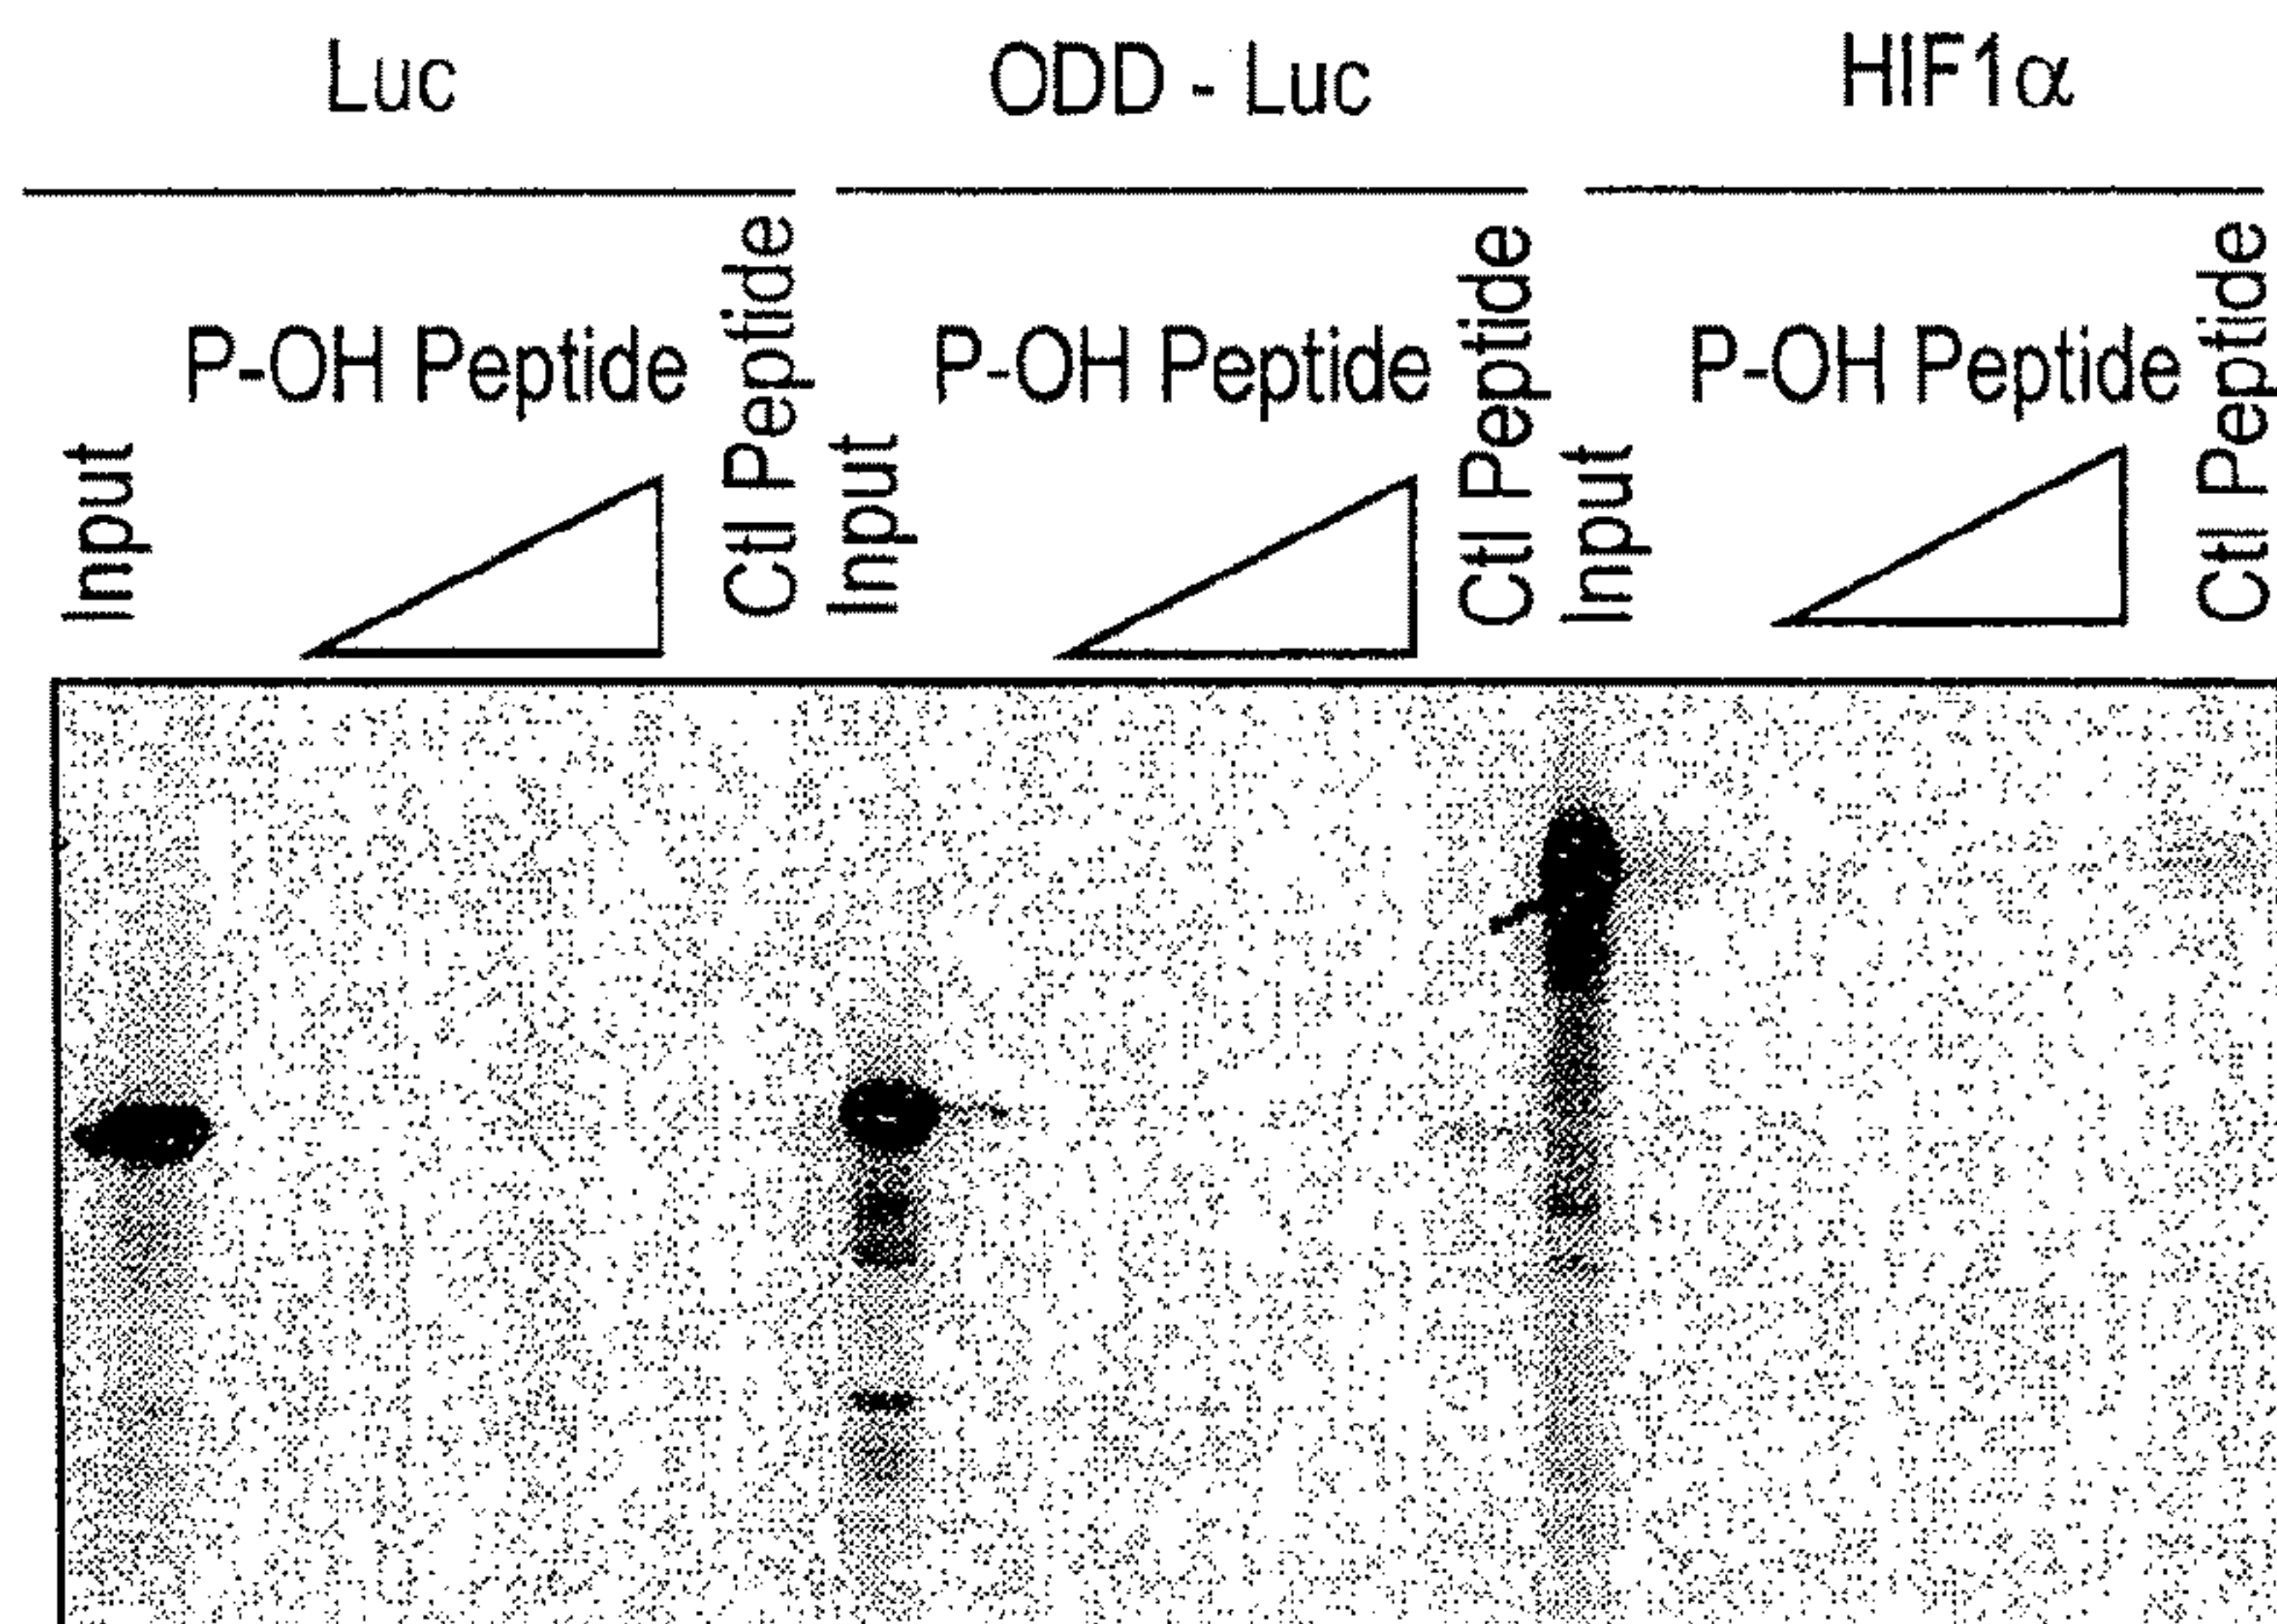 Luc
ODD - Luc
HIF1α
Input
P-OH Peptide
Ctl Peptide
Input
P-OH Peptide
Ctl Peptide
Input
P-OH Peptide
Ctl Peptide